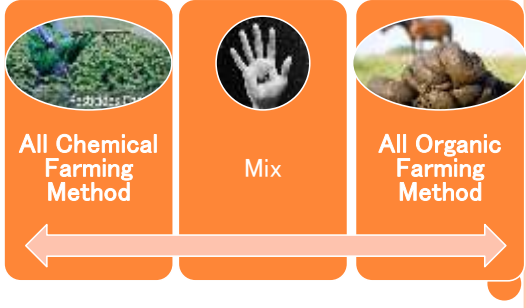 All Chemical
Farming
Method
Mix
All Organic
Farming
Method